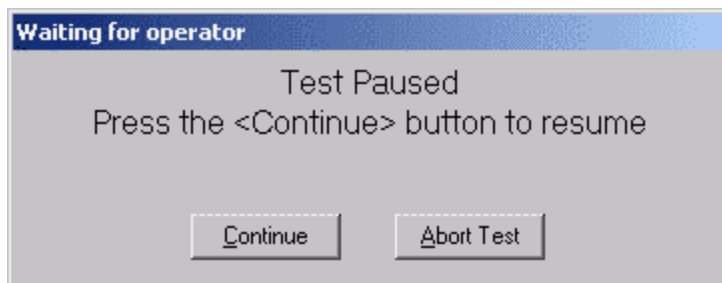 Waiting for operator
Test Paused
Press the <Continue> button to resume
Continue
Abort Test